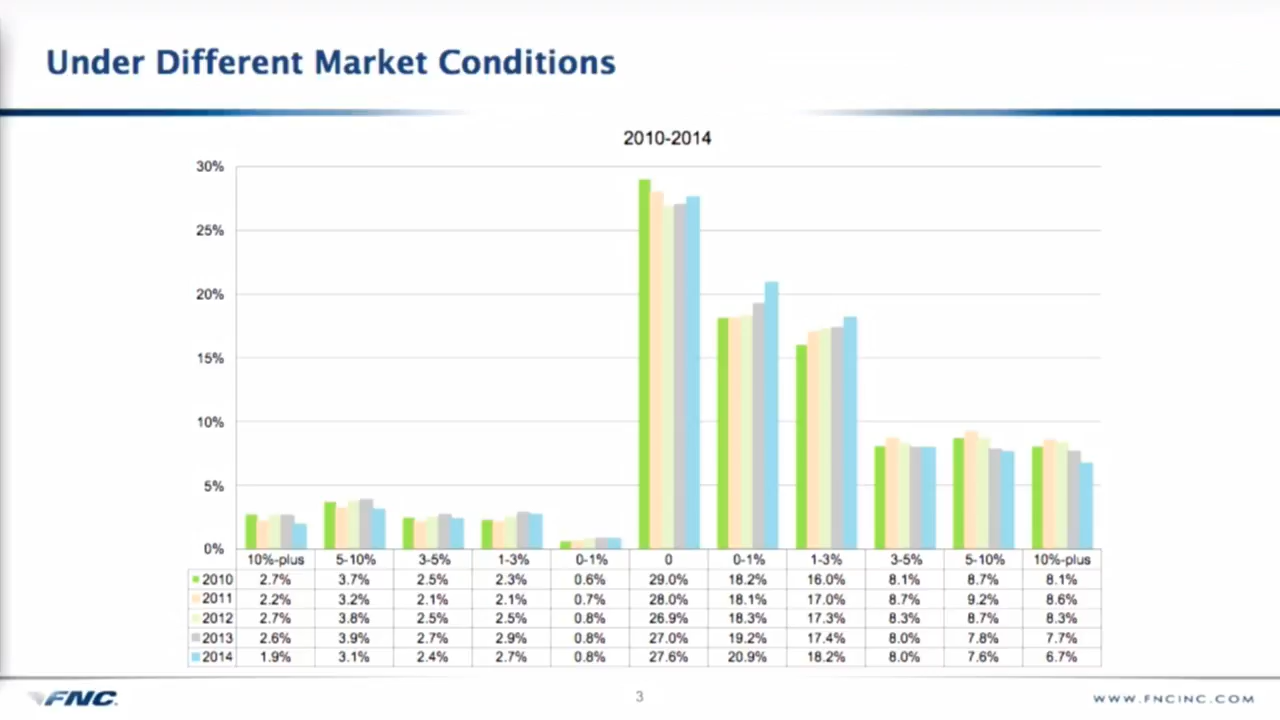 Under Different Market Conditions
2010-2014
30%
25%
20%
15%
10%
5%
0%
10%-plus 5-10% 3-5% 1-3% 0-1% 0 0-1% 1-3% 3-5% 5-10% 10%-plus
2010 2.7% 3.7% 2.5% 2.3% 0.6% 29.0% 18.2% 16.0% 8.1% 8.7% 8.1%
2011 2.2% 3.2% 2.1% 2.1% 0.7% 28.0% 18.1% 17.0% 8.7% 9.2% 8.6%
2012 2.7% 3.8% 2.5% 2.5% 0.8% 26.9% 18.3% 17.3% 8.3% 8.7% 8.3%
2013 2.6% 3.9% 2.7% 2.9% 0.8% 27.0% 19.2% 17.4% 8.0% 7.8% 7.7%
2014 1.9% 3.1% 2.4% 2.7% 0.8% 27.6% 20.9% 18.2% 8.0% 7.6% 6.7%
FNC. 3 WWW.FNCINC.COM